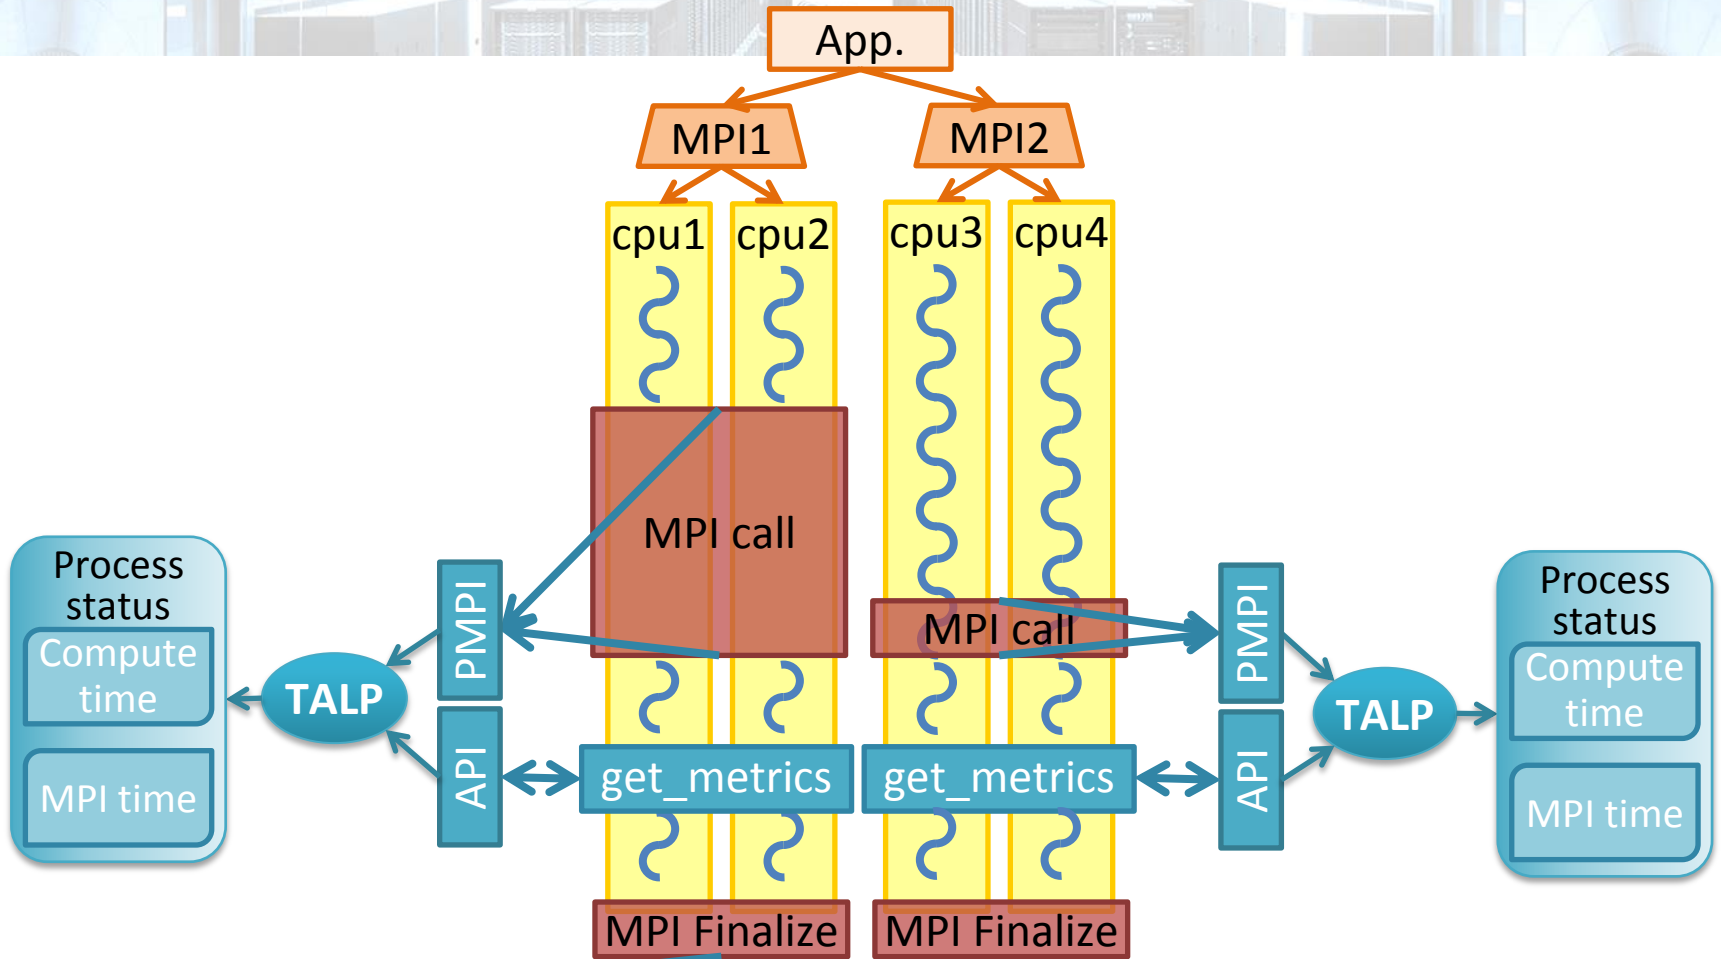 App.
MPI1
MPI2
cpu1
cpu2
cpu3
cpu4
MPI call
MPI call
Process
status
Compute
time
MPI time
TALP
PMPI
API
get_metrics
get_metrics
PMPI
API
TALP
Process
status
Compute
time
MPI time
MPI Finalize
MPI Finalize